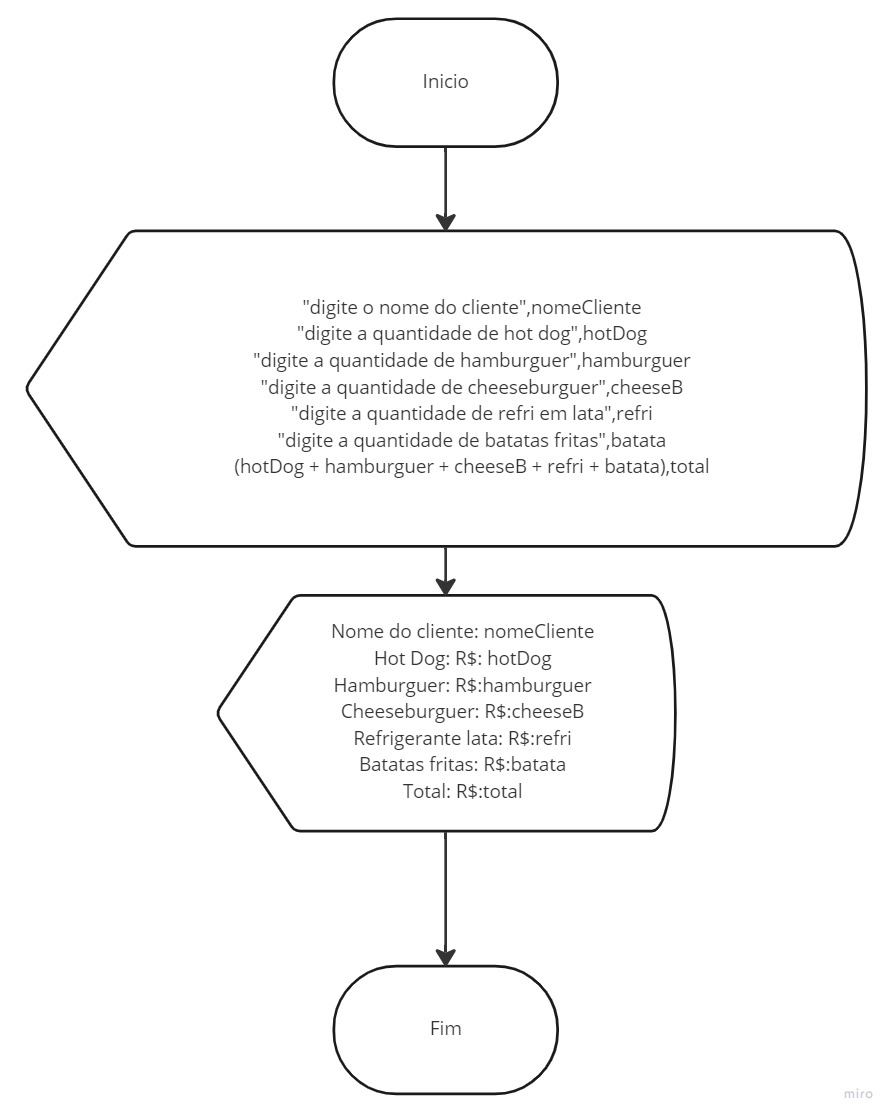 Inicio
"digite o nome do cliente",nomeCliente
"digite a quantidade de hot dog",hotDog
"digite a quantidade de hamburguer",hamburguer
"digite a quantidade de cheeseburguer",cheeseB
"digite a quantidade de refri em lata",refri
"digite a quantidade de batatas fritas",batata
(hotDog + hamburguer + cheeseB + refri + batata),total
Nome do cliente: nomeCliente
Hot Dog: R$: hotDog
Hamburguer: R$:hamburguer
Cheeseburguer: R$:cheeseB
Refrigerante lata: R$:refri
Batatas fritas: R$:batata
Total: R$:total
Fim
miro